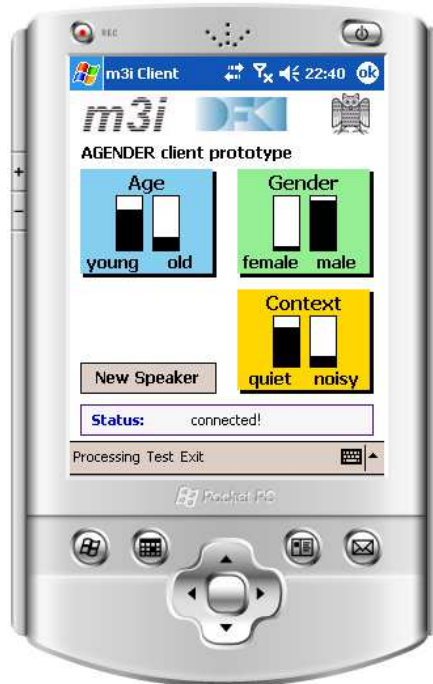 REC
m3i Client 22:40 ok
m3i DFK
AGENDER client prototype
Age
young old
Gender
female male
Context
quiet noisy
New Speaker
Status: connected!
Processing Test Exit
Pocket PC